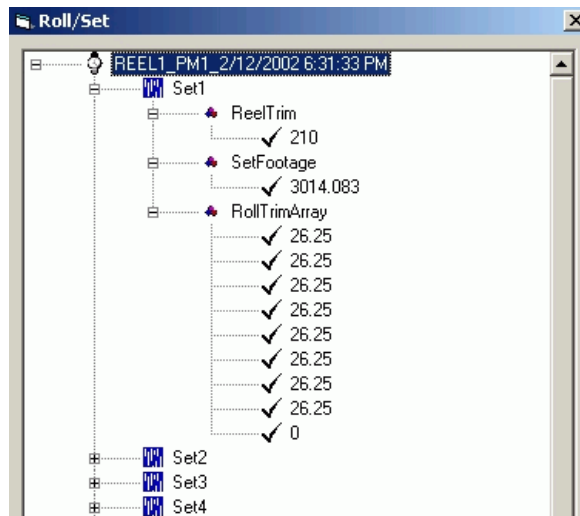 Roll/Set
REEL1_PM1_2/12/2002 6:31:33 PM
Set1
ReelTrim
210
SetFootage
3014.083
RollTrimArray
26.25
26.25
26.25
26.25
26.25
26.25
26.25
26.25
0
Set2
Set3
Set4